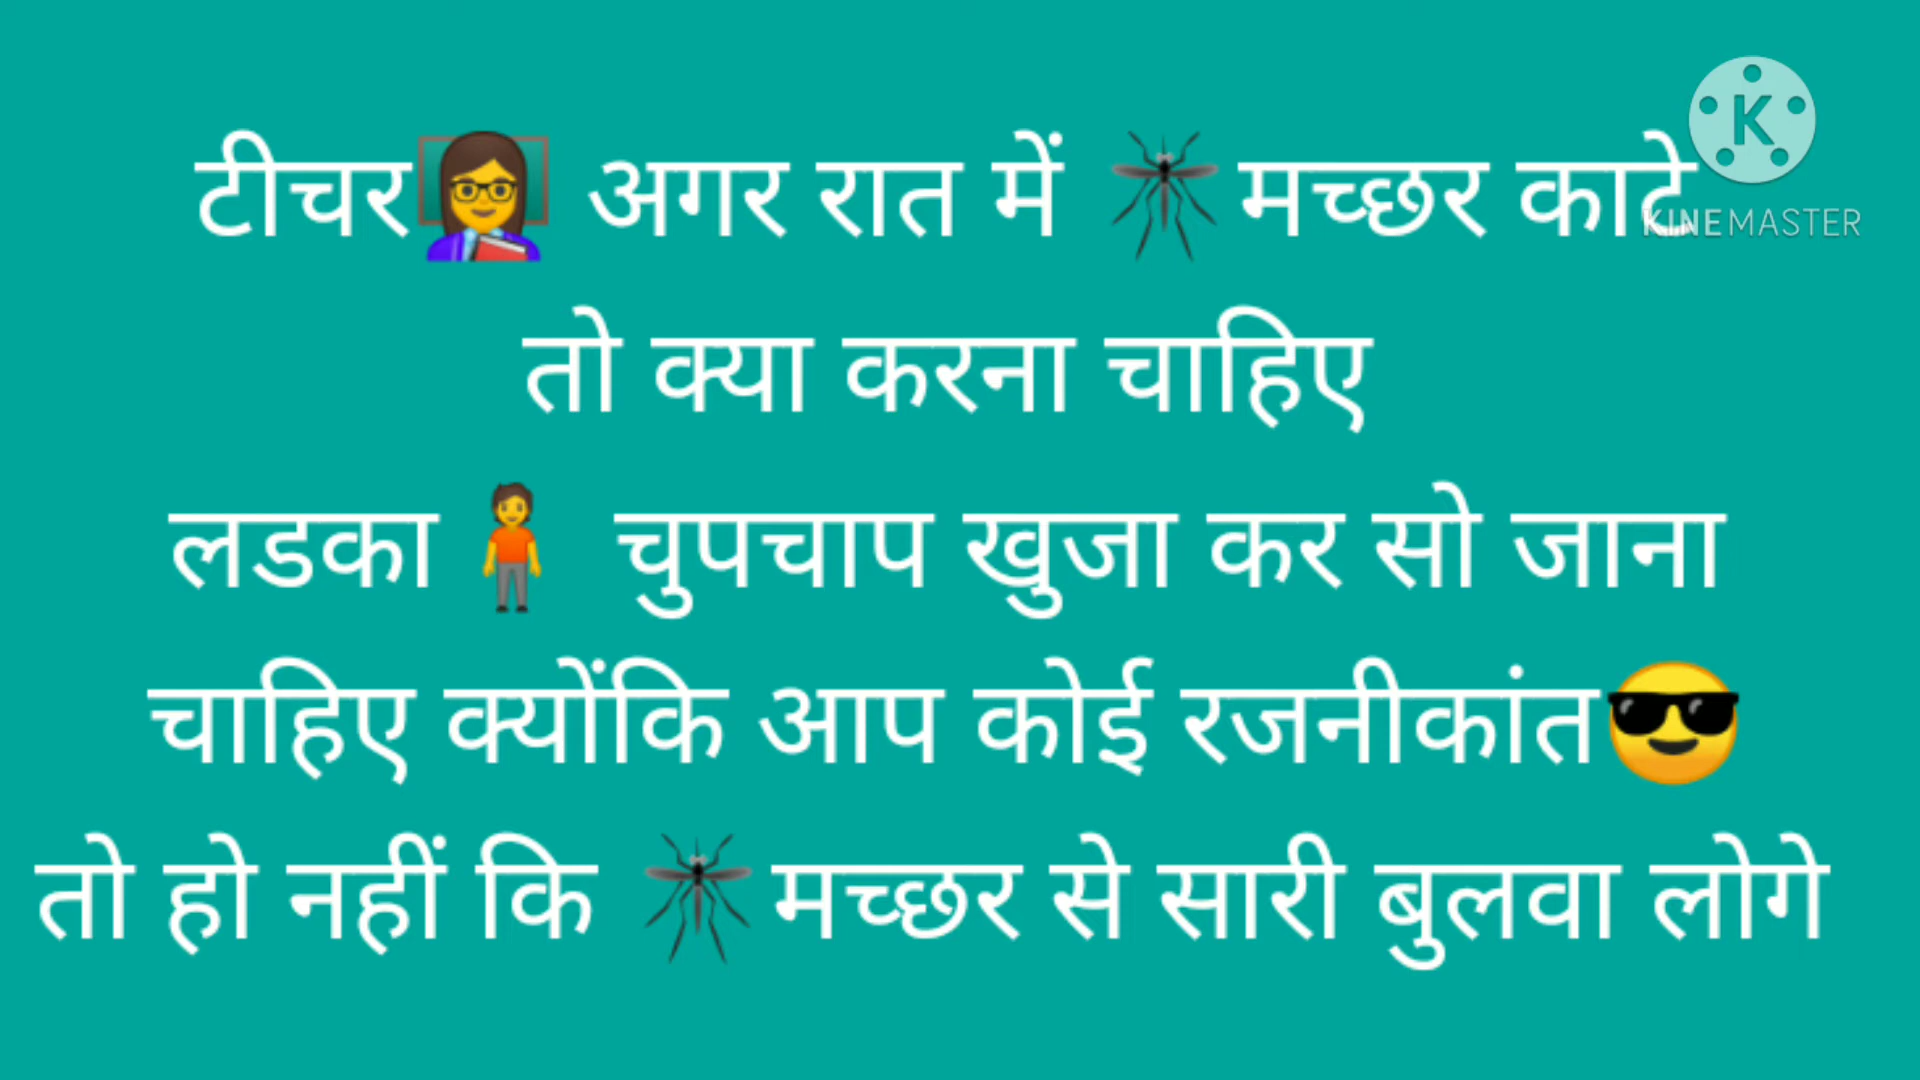 टीचर👩‍🏫 अगर रात में 🦟मच्छर काटे
K
KINEMASTER
तो क्या करना चाहिए
लडका🧍 चुपचाप खुजा कर सो जाना
चाहिए क्योंकि आप कोई रजनीकांत😎
तो हो नहीं कि 🦟मच्छर से सारी बुलवा लोगे